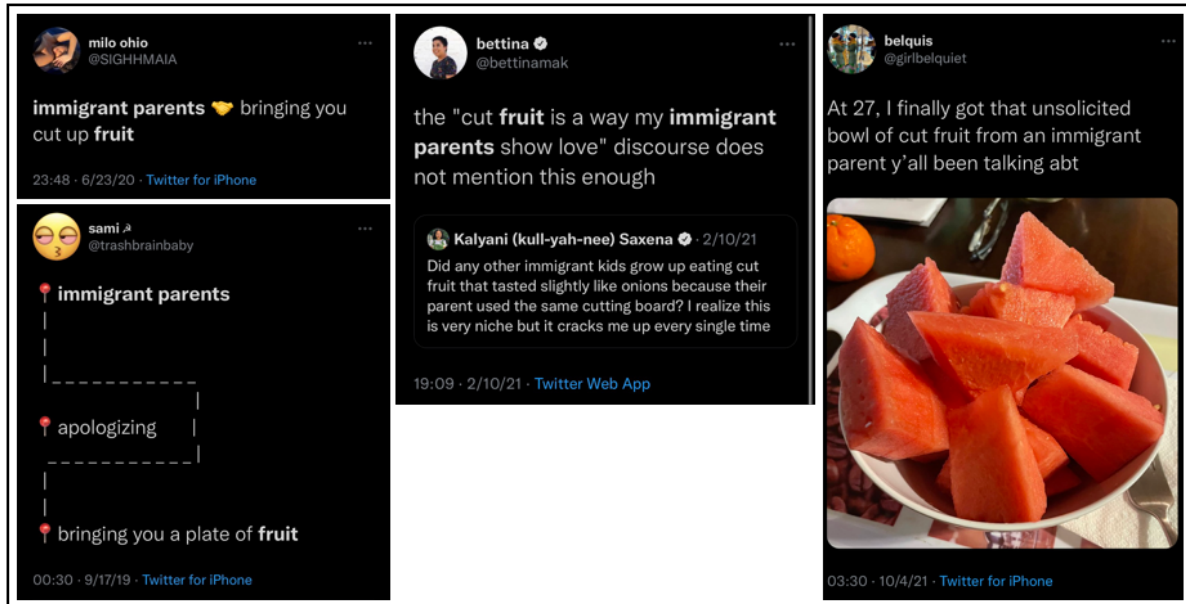 milo ohio
@SIGHHMAIA
immigrant parents 🤝 bringing you
cut up fruit
23:48 · 6/23/20 · Twitter for iPhone
sami ☭
@trashbrainbaby
📍 immigrant parents
|
|
|
|_ _ _ _ _ _ _ _ _ _ _
|
📍 apologizing |
_ _ _ _ _ _ _ _ _ _ _|
|
|
📍 bringing you a plate of fruit
00:30 · 9/17/19 · Twitter for iPhone
bettina
@bettinamak
the "cut fruit is a way my immigrant
parents show love" discourse does
not mention this enough
Kalyani (kull-yah-nee) Saxena · 2/10/21
Did any other immigrant kids grow up eating cut
fruit that tasted slightly like onions because their
parent used the same cutting board? I realize this
is very niche but it cracks me up every single time
19:09 · 2/10/21 · Twitter Web App
belquis
@girlbelquiet
At 27, I finally got that unsolicited
bowl of cut fruit from an immigrant
parent y'all been talking abt
03:30 · 10/4/21 · Twitter for iPhone